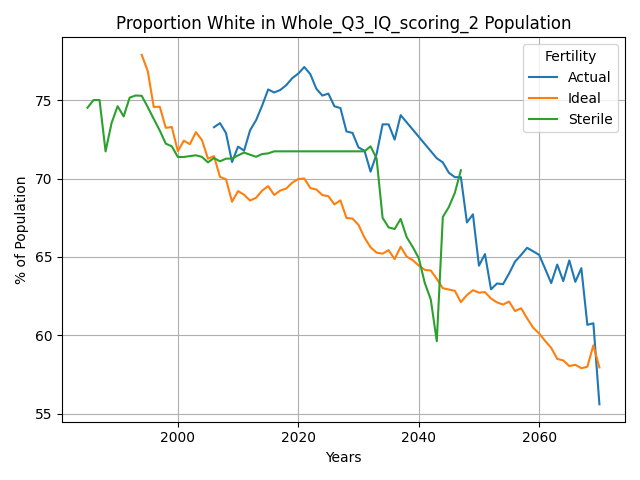 Proportion White in Whole_Q3_IQ_scoring_2 Population
Fertility
Actual
Ideal
Sterile
% of Population
75
70
65
60
55
2000
2020
2040
2060
Years